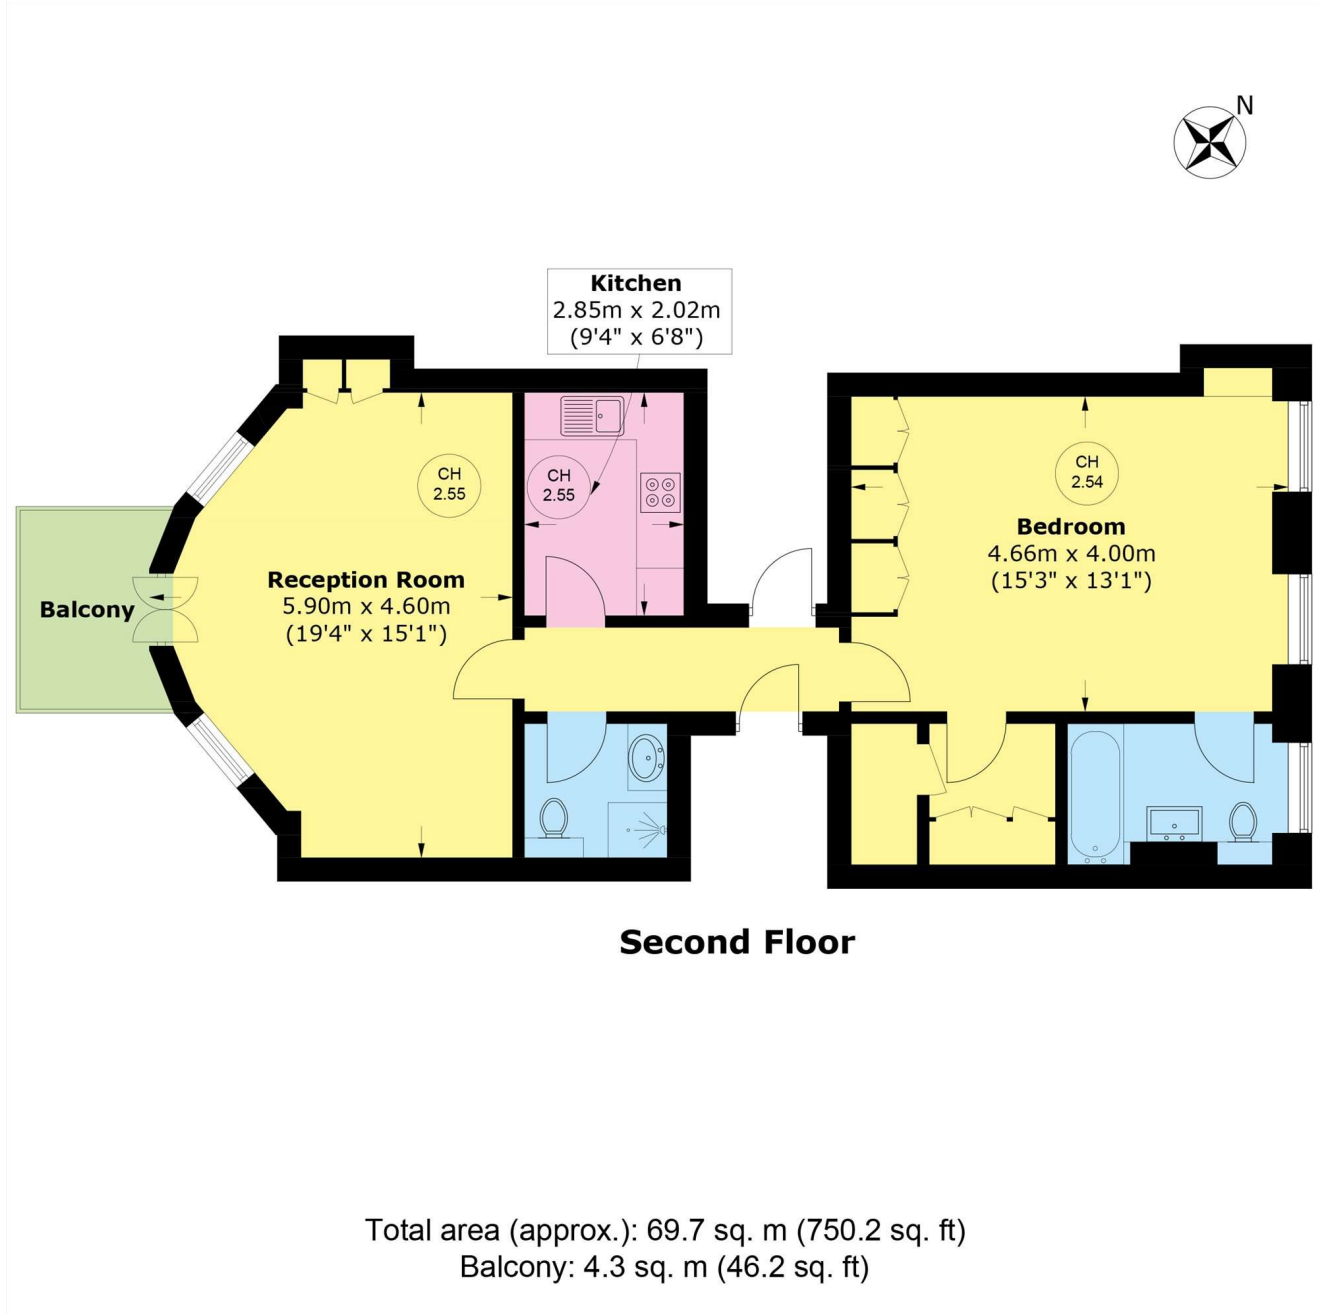 N
Kitchen
2.85m x 2.02m
(9'4" x 6'8")
CH
2.55
CH
2.55
CH
2.54
Reception Room
5.90m x 4.60m
(19'4" x 15'1")
Balcony
Bedroom
4.66m x 4.00m
(15'3" x 13'1")
Second Floor
Total area (approx.): 69.7 sq. m (750.2 sq. ft)
Balcony: 4.3 sq. m (46.2 sq. ft)